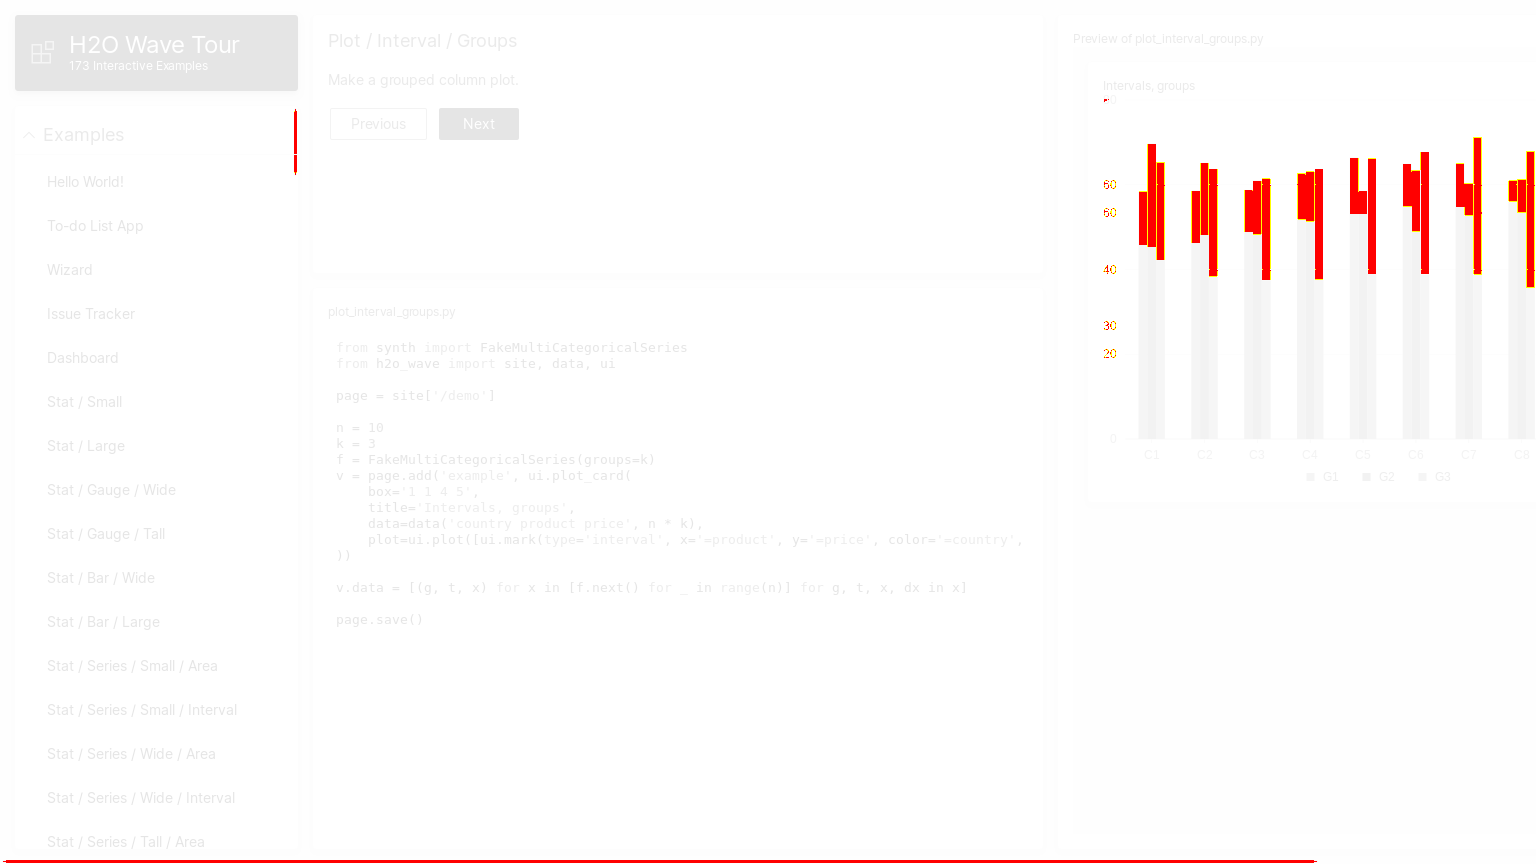 H2O Wave Tour
173 Interactive Examples
Examples
Hello World!
To-do List App
Wizard
Issue Tracker
Dashboard
Stat / Small
Stat / Large
Stat / Gauge / Wide
Stat / Gauge / Tall
Stat / Bar / Wide
Stat / Bar / Large
Stat / Series / Small / Area
Stat / Series / Small / Interval
Stat / Series / Wide / Area
Stat / Series / Wide / Interval
Stat / Series / Tall / Area
Plot / Interval / Groups
Make a grouped column plot.
Previous Next
plot_interval_groups.py
from synth import FakeMultiCategoricalSeries
from h2o_wave import site, data, ui
page = site['/demo']
n = 10
k = 3
f = FakeMultiCategoricalSeries(groups=k)
v = page.add('example', ui.plot_card(
box='1 1 4 5',
title='Intervals, groups',
data=data('country product price', n * k),
plot=ui.plot([ui.mark(type='interval', x='=product', y='=price', color='=country',
))
v.data = [(g, t, x) for x in [f.next() for _ in range(n)] for g, t, x, dx in x]
page.save()
Preview of plot_interval_groups.py
Intervals, groups
40
0
C1 C2 C3 C4 C5 C6 C7 C8
G1 G2 G3